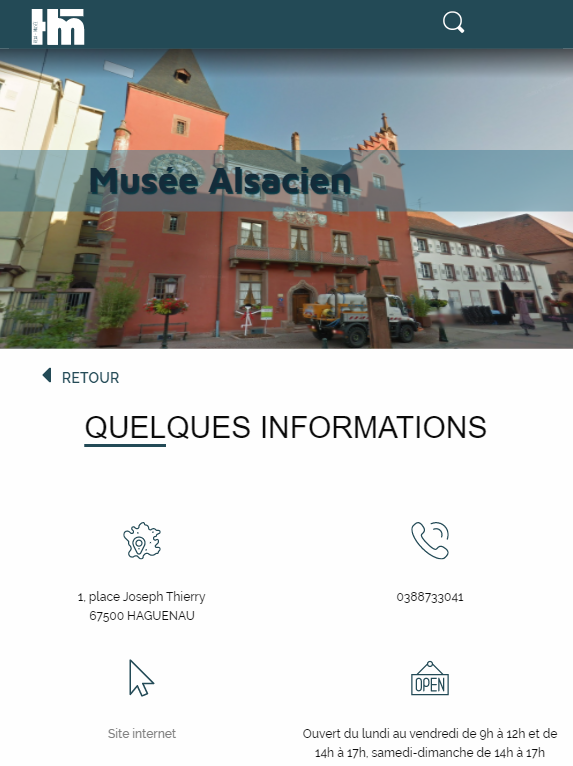 Musée Alsacien
RETOUR
QUELQUES INFORMATIONS
1, place Joseph Thierry
67500 HAGUENAU
0388733041
Site internet
OPEN
Ouvert du lundi au vendredi de 9h à 12h et de
14h à 17h, samedi-dimanche de 14h à 17h